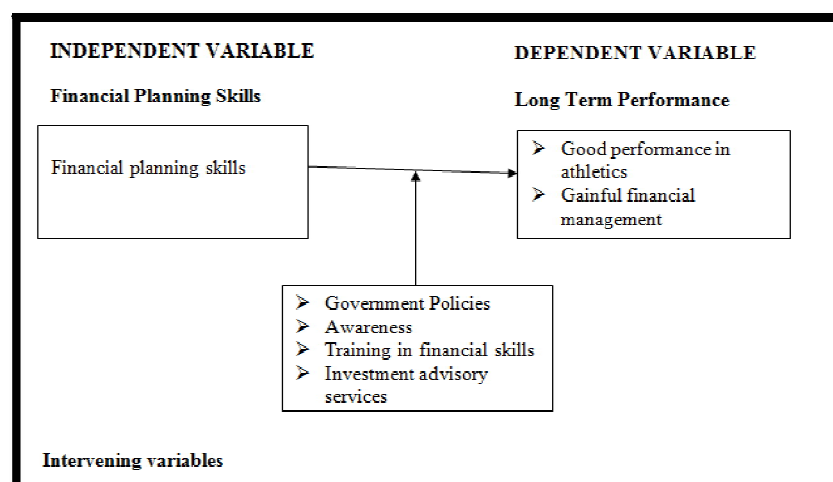 INDEPENDENT VARIABLE
Financial Planning Skills
Financial planning skills
DEPENDENT VARIABLE
Long Term Performance
➢ Good performance in
athletics
➢ Gainful financial
management
➢ Government Policies
➢ Awareness
➢ Training in financial skills
➢ Investment advisory
services
Intervening variables